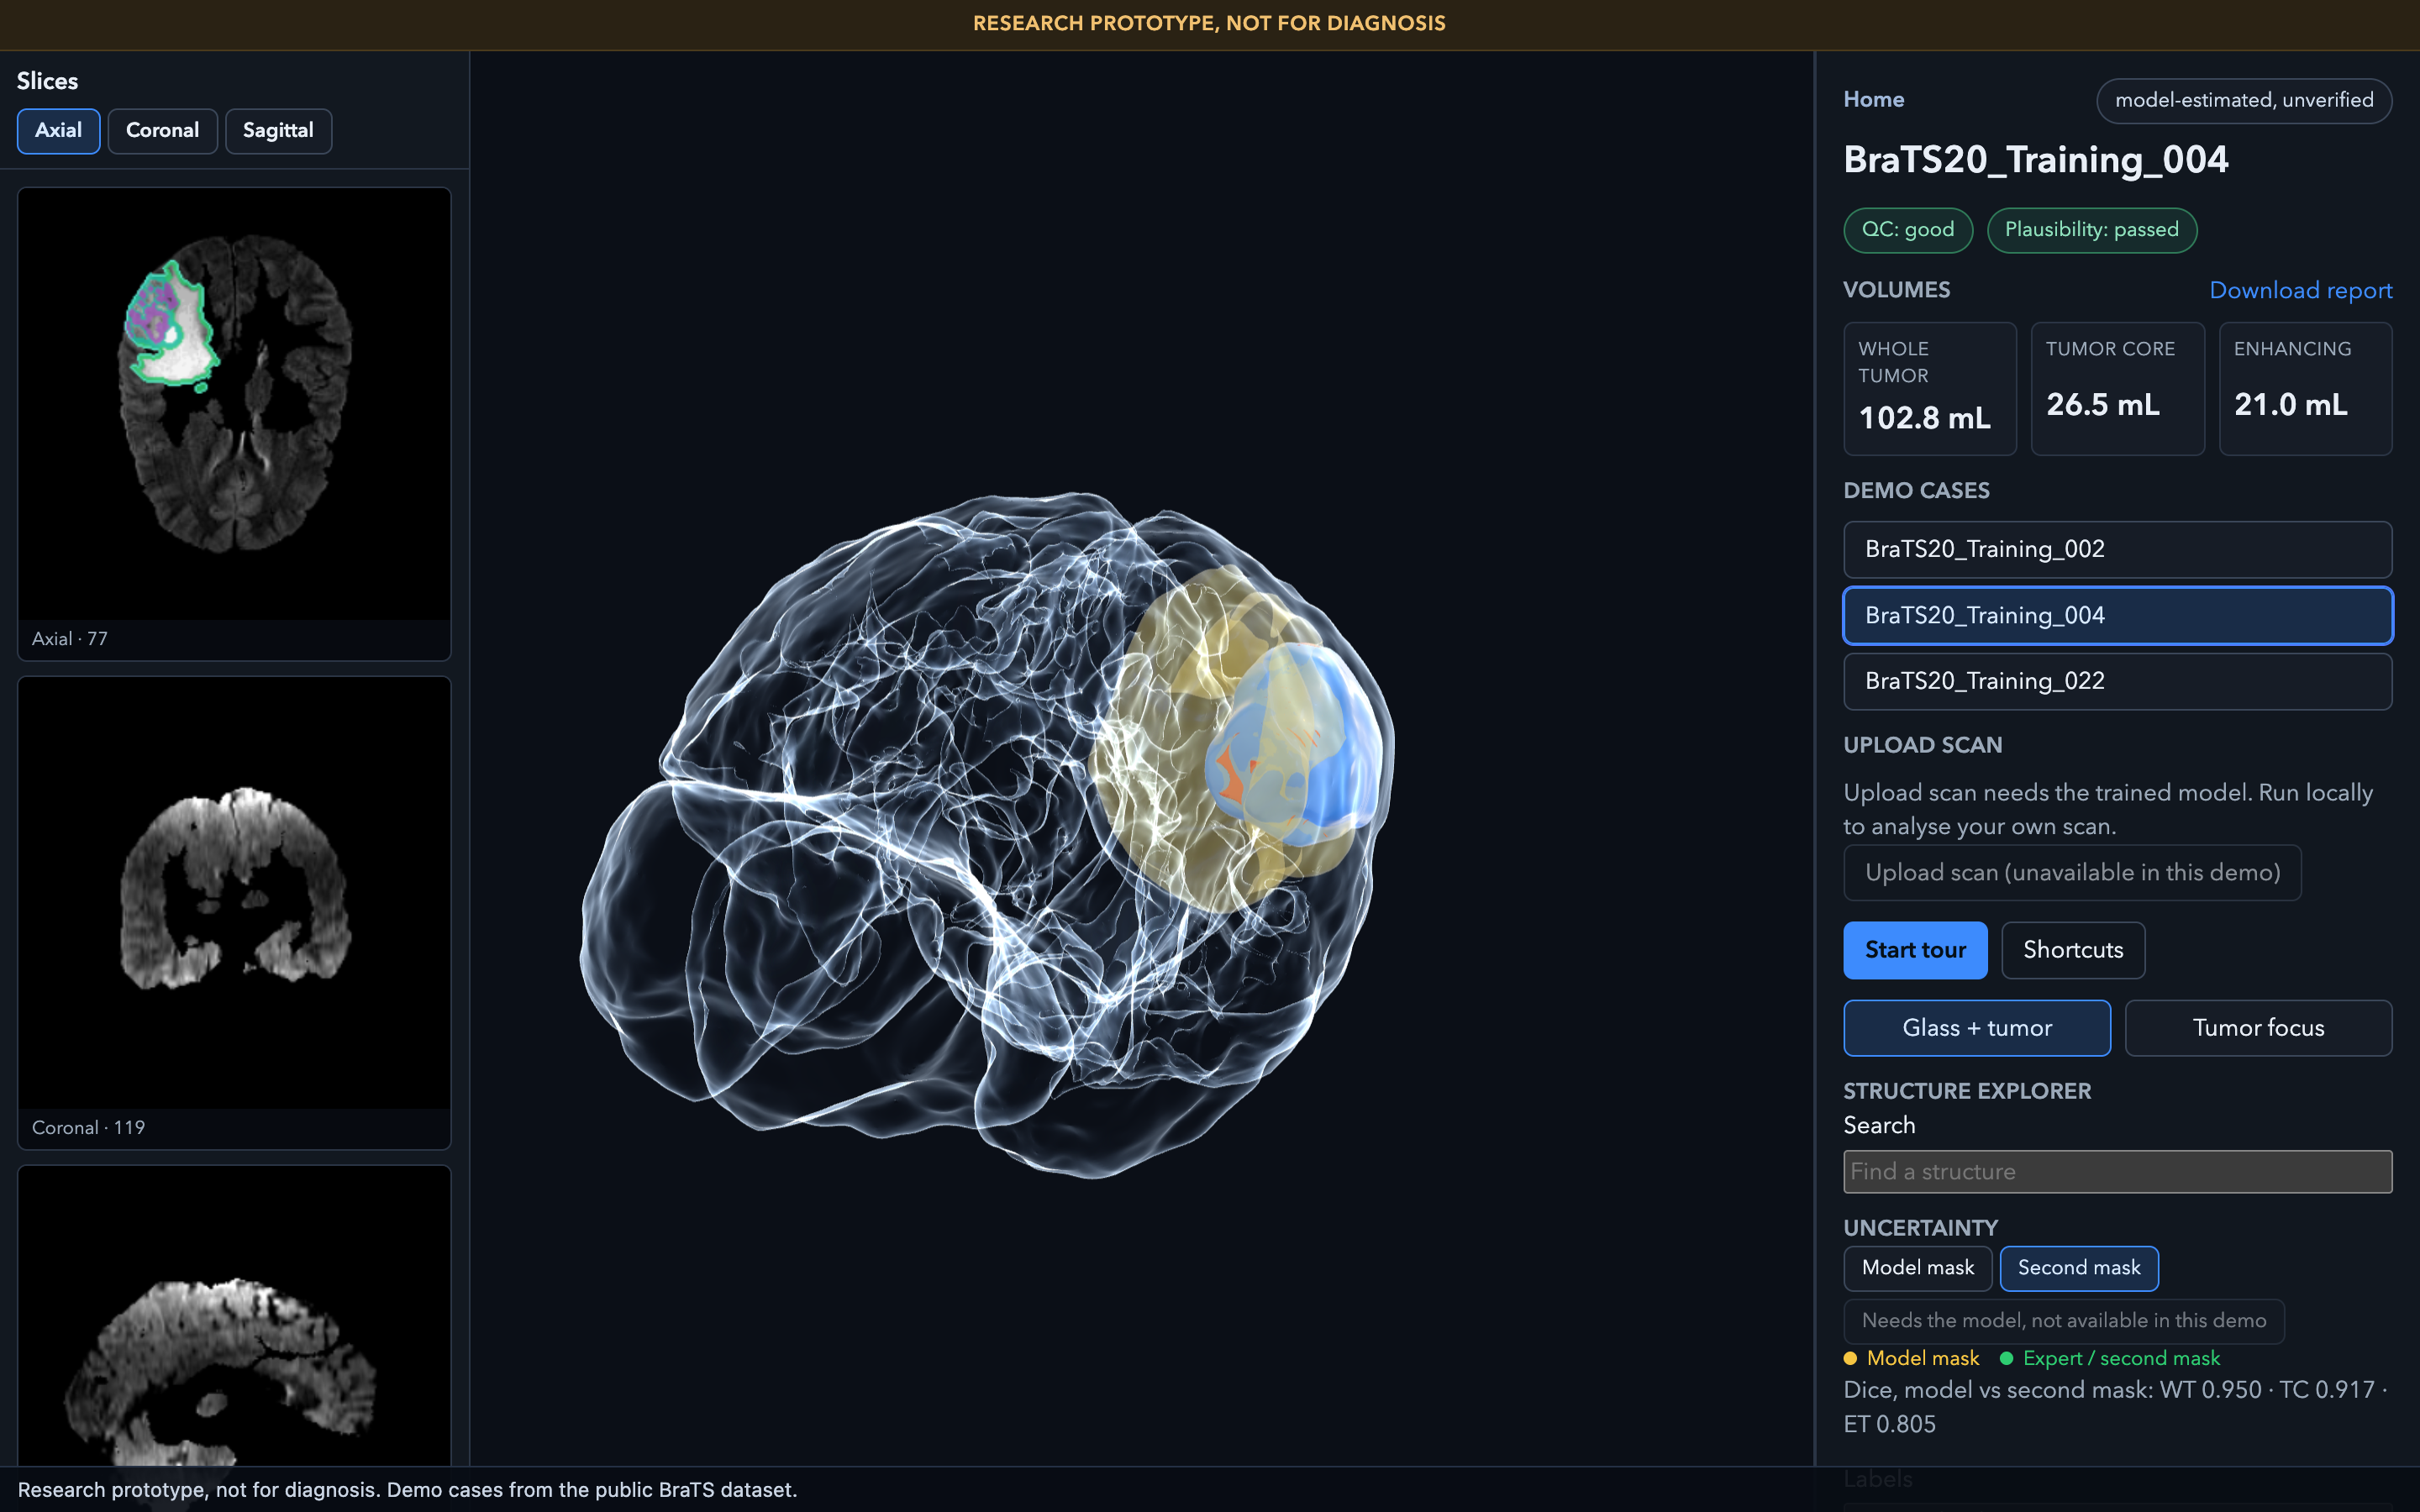 RESEARCH PROTOTYPE, NOT FOR DIAGNOSIS
Slices
Axial
Coronal
Sagittal
Axial · 77
Coronal · 119
Home
model-estimated, unverified
BraTS20_Training_004
QC: good
Plausibility: passed
VOLUMES
Download report
WHOLE
TUMOR
102.8 mL
TUMOR CORE
26.5 mL
ENHANCING
21.0 mL
DEMO CASES
BraTS20_Training_002
BraTS20_Training_004
BraTS20_Training_022
UPLOAD SCAN
Upload scan needs the trained model. Run locally
to analyse your own scan.
Upload scan (unavailable in this demo)
Start tour
Shortcuts
Glass + tumor
Tumor focus
STRUCTURE EXPLORER
Search
Find a structure
UNCERTAINTY
Model mask
Second mask
Needs the model, not available in this demo
Model mask
Expert / second mask
Dice, model vs second mask: WT 0.950 · TC 0.917 ·
ET 0.805
Labels
Research prototype, not for diagnosis. Demo cases from the public BraTS dataset.